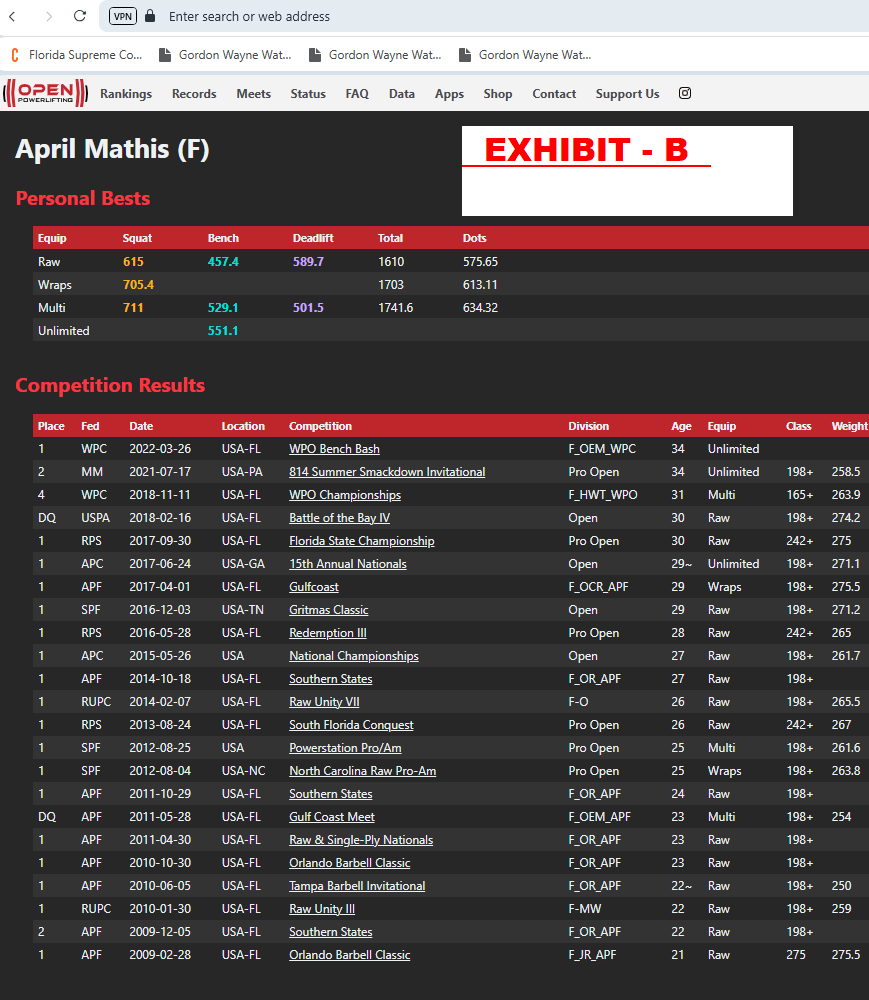 VPN Enter search or web address
Florida Supreme Co... Gordon Wayne Wat... Gordon Wayne Wat... Gordon Wayne Wat...
OPEN POWERLIFTING Rankings Records Meets Status FAQ Data Apps Shop Contact Support Us
April Mathis (F)
EXHIBIT - B
Personal Bests
Equip Squat Bench Deadlift Total Dots
Raw 615 457.4 589.7 1610 575.65
Wraps 705.4 1703 613.11
Multi 711 529.1 501.5 1741.6 634.32
Unlimited 551.1
Competition Results
Place Fed Date Location Competition Division Age Equip Class Weight
1 WPC 2022-03-26 USA-FL WPO Bench Bash F_OEM_WPC 34 Unlimited
2 MM 2021-07-17 USA-PA 814 Summer Smackdown Invitational Pro Open 34 Unlimited 198+ 258.5
4 WPC 2018-11-11 USA-FL WPO Championships F_HWT_WPO 31 Multi 165+ 263.9
DQ USPA 2018-02-16 USA-FL Battle of the Bay IV Open 30 Raw 198+ 274.2
1 RPS 2017-09-30 USA-FL Florida State Championship Pro Open 30 Raw 242+ 275
1 APC 2017-06-24 USA-GA 15th Annual Nationals Open 29~ Unlimited 198+ 271.1
1 APF 2017-04-01 USA-FL Gulfcoast F_OCR_APF 29 Wraps 198+ 275.5
1 SPF 2016-12-03 USA-TN Gritmas Classic Open 29 Raw 198+ 271.2
1 RPS 2016-05-28 USA-FL Redemption III Pro Open 28 Raw 242+ 265
1 APC 2015-05-26 USA National Championships Open 27 Raw 198+ 261.7
1 APF 2014-10-18 USA-FL Southern States F_OR_APF 27 Raw 198+
1 RUPC 2014-02-07 USA-FL Raw Unity VII F-O 26 Raw 198+ 265.5
1 RPS 2013-08-24 USA-FL South Florida Conquest Pro Open 26 Raw 242+ 267
1 SPF 2012-08-25 USA Powerstation Pro/Am Pro Open 25 Multi 198+ 261.6
1 SPF 2012-08-04 USA-NC North Carolina Raw Pro-Am Pro Open 25 Wraps 198+ 263.8
1 APF 2011-10-29 USA-FL Southern States F_OR_APF 24 Raw 198+
DQ APF 2011-05-28 USA-FL Gulf Coast Meet F_OEM_APF 23 Multi 198+ 254
1 APF 2011-04-30 USA-FL Raw & Single-Ply Nationals F_OR_APF 23 Raw 198+
1 APF 2010-10-30 USA-FL Orlando Barbell Classic F_OR_APF 23 Raw 198+
1 APF 2010-06-05 USA-FL Tampa Barbell Invitational F_OR_APF 22~ Raw 198+ 250
1 RUPC 2010-01-30 USA-FL Raw Unity III F-MW 22 Raw 198+ 259
2 APF 2009-12-05 USA-FL Southern States F_OR_APF 22 Raw 198+
1 APF 2009-02-28 USA-FL Orlando Barbell Classic F_JR_APF 21 Raw 275 275.5